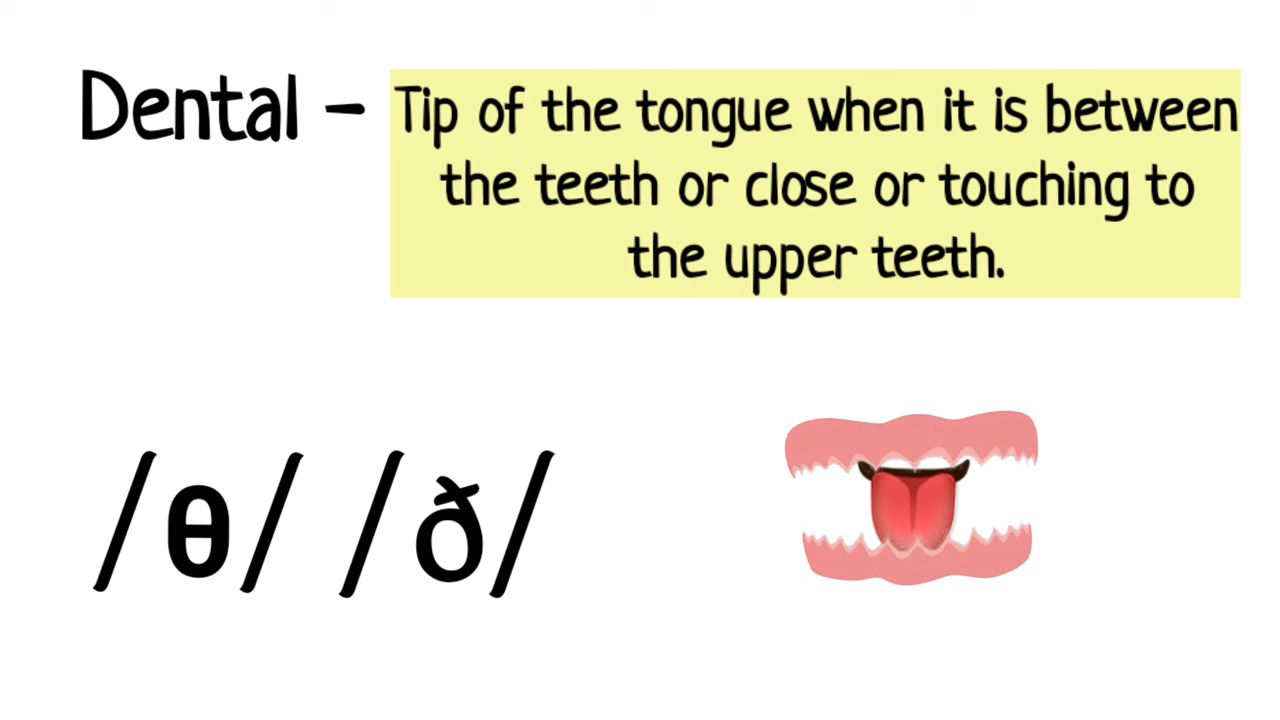 Dental - Tip of the tongue when it is between
the teeth or close or touching to
the upper teeth.
/θ/ /ð/